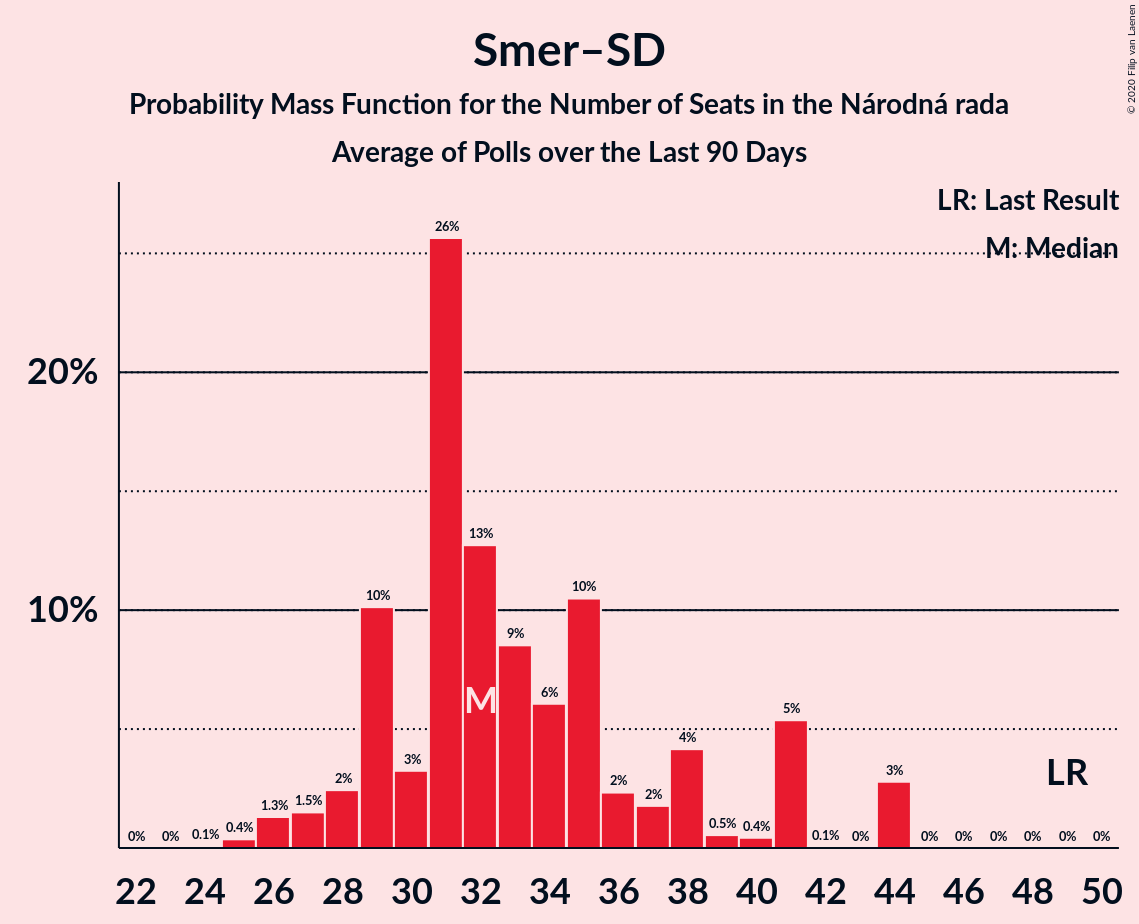 Smer–SD
Probability Mass Function for the Number of Seats in the Národná rada
Average of Polls over the Last 90 Days
© 2020 Filip van Laenen
LR: Last Result
M: Median
20%
10%
0% 0% 0.1% 0.4% 1.3% 1.5% 2% 10% 3% 26% 13% 9% 6% 10% 2% 2% 4% 0.5% 0.4% 5% 0.1% 0% 3% 0% 0% 0% 0% 0% 0%
M
LR
22 24 26 28 30 32 34 36 38 40 42 44 46 48 50